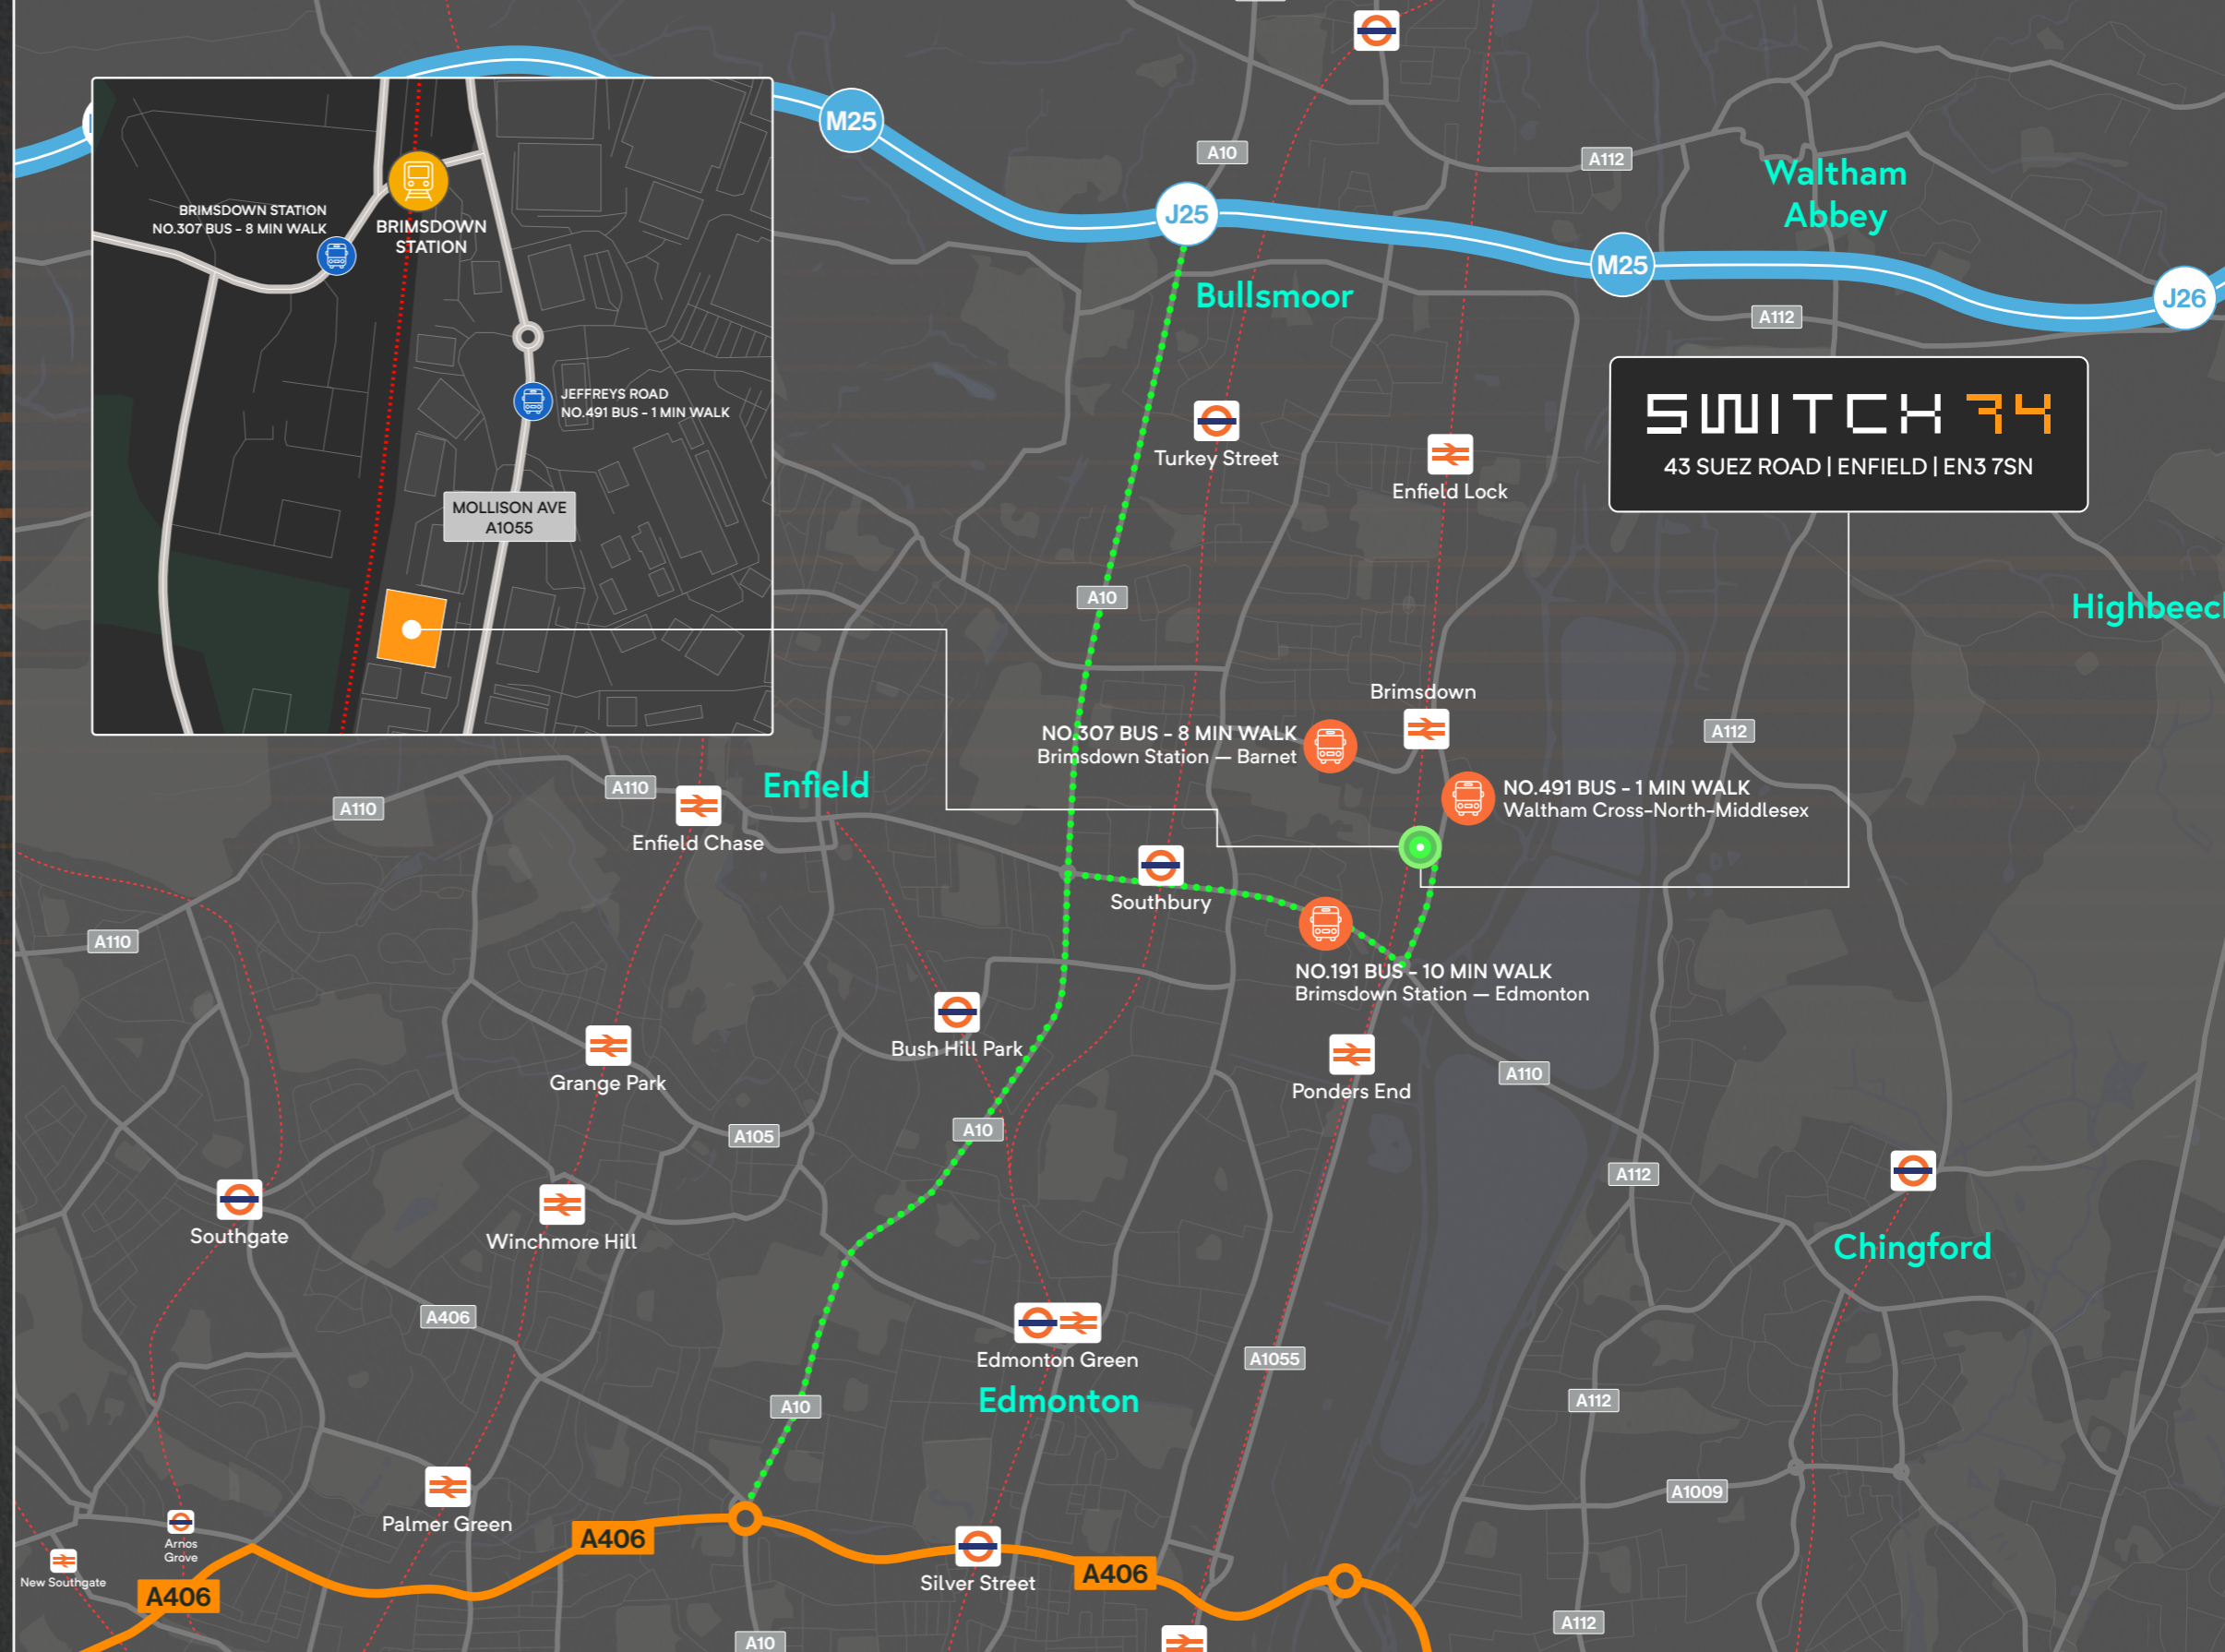 M25
A10
A112
Waltham
Abbey
J25
BRIMSDOWN STATION
NO.307 BUS - 8 MIN WALK
BRIMSDOWN
STATION
M25
J26
Bullsmoor
A112
JEFFREYS ROAD
NO.491 BUS - 1 MIN WALK
SWITCH 74
43 SUEZ ROAD | ENFIELD | EN3 7SN
Turkey Street
Enfield Lock
MOLLISON AVE
A1055
A10
Highbeech
Brimsdown
NO.307 BUS - 8 MIN WALK
Brimsdown Station — Barnet
A112
Enfield
A110
A110
NO.491 BUS - 1 MIN WALK
Waltham Cross-North-Middlesex
Enfield Chase
Southbury
A110
NO.191 BUS - 10 MIN WALK
Brimsdown Station — Edmonton
Bush Hill Park
Grange Park
Ponders End
A110
A10
A105
A112
Southgate
Winchmore Hill
Chingford
A406
Edmonton Green
A1055
Edmonton
A10
A112
A1009
Palmer Green
Arnos
Grove
New Southgate
A406
A406
A406
Silver Street
A10
A112